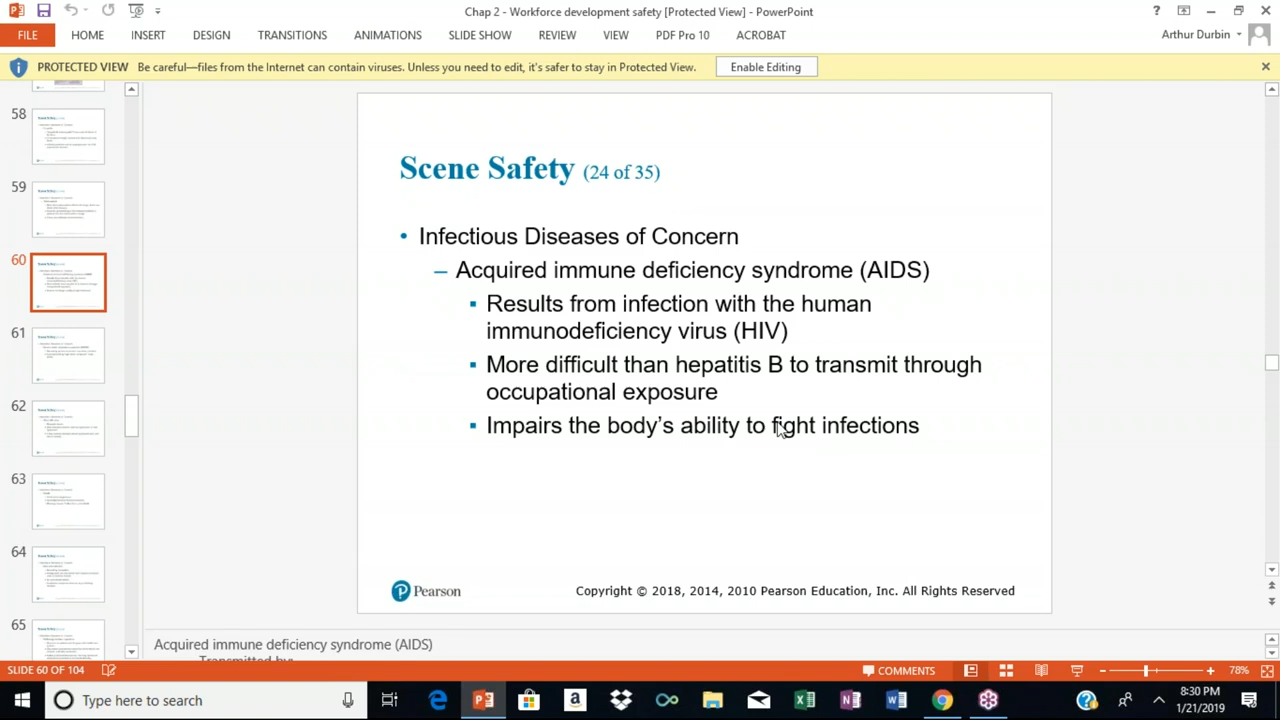 Chap 2 - Workforce development safety [Protected View] - PowerPoint
?
FILE HOME INSERT DESIGN TRANSITIONS ANIMATIONS SLIDE SHOW REVIEW VIEW PDF Pro 10 ACROBAT
Arthur Durbin
PROTECTED VIEW Be careful—files from the Internet can contain viruses. Unless you need to edit, it's safer to stay in Protected View. Enable Editing
58
59
60
61
62
63
64
65
Scene Safety (24 of 35)
• Infectious Diseases of Concern
– Acquired immune deficiency syndrome (AIDS)
▪ Results from infection with the human
immunodeficiency virus (HIV)
▪ More difficult than hepatitis B to transmit through
occupational exposure
▪ Impairs the body's ability to fight infections
Pearson
Copyright © 2018, 2014, 2010 Pearson Education, Inc. All Rights Reserved
Acquired immune deficiency syndrome (AIDS)
Transmitted by:
SLIDE 60 OF 104
COMMENTS
78%
Type here to search
8:30 PM
1/21/2019